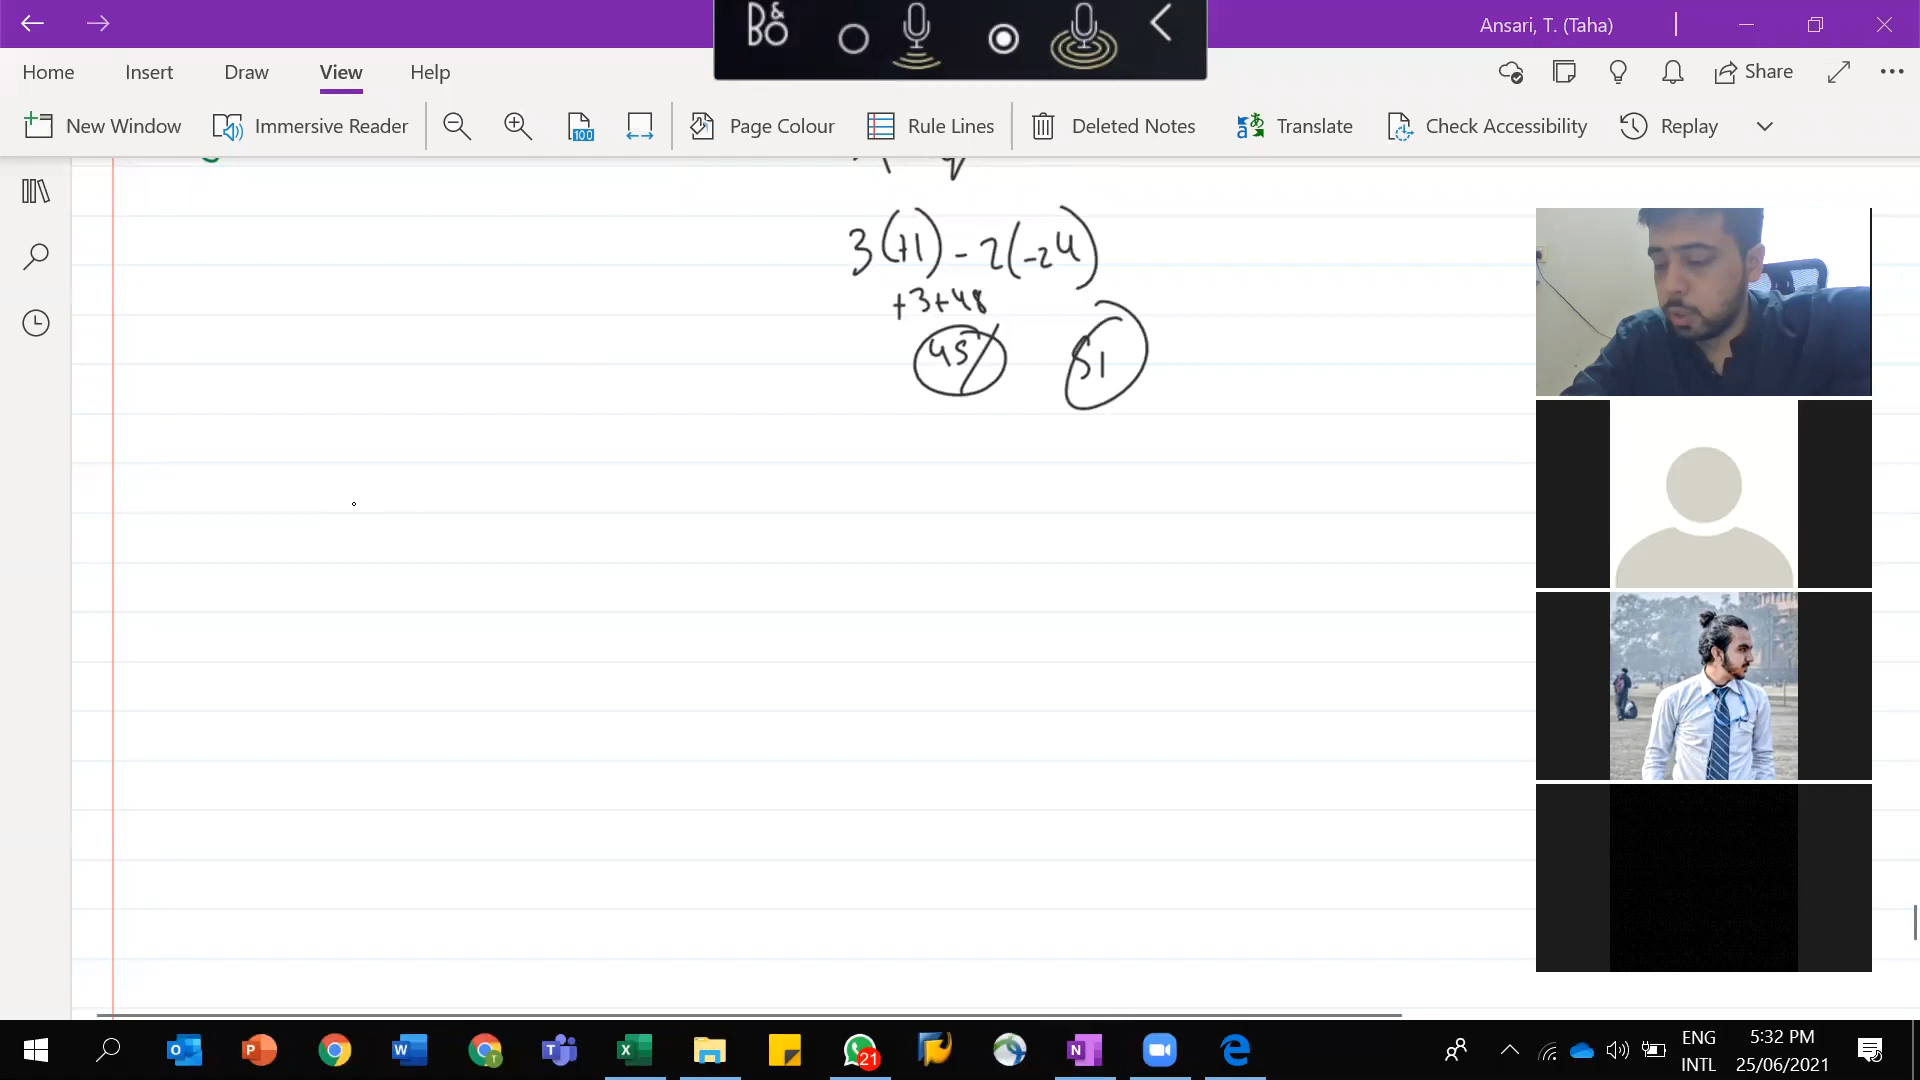 B&O
Ansari, T. (Taha)
Home Insert Draw View Help Share
New Window Immersive Reader 100 Page Colour Rule Lines Deleted Notes Translate Check Accessibility Replay
3(+1) - 2(-24)
+3+48
45 51
21
ENG 5:32 PM
INTL 25/06/2021